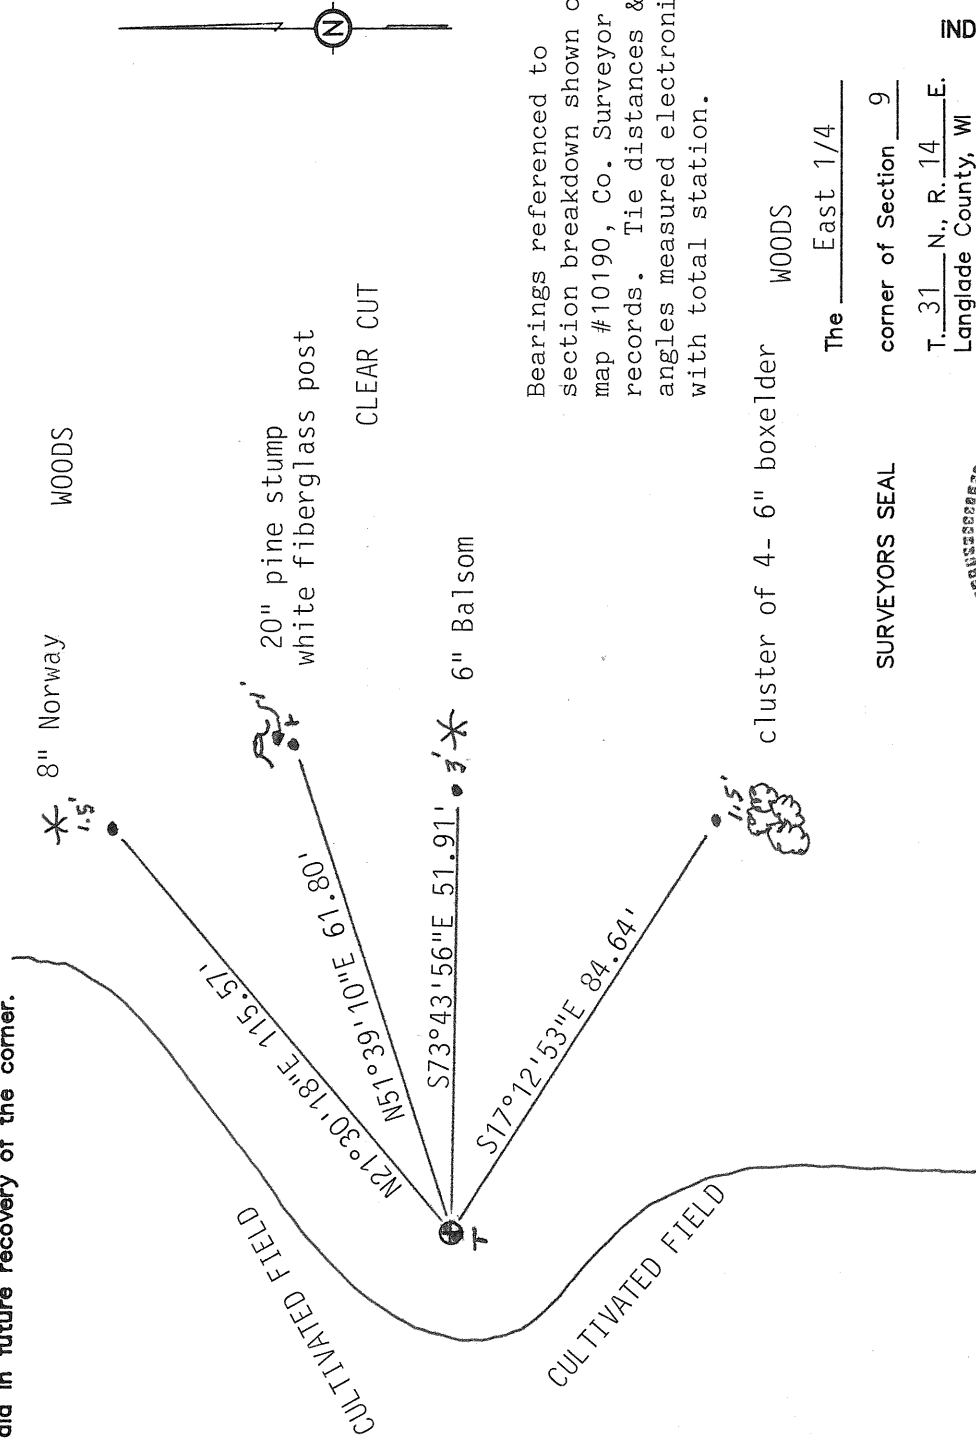 aid in future recovery of the corner.
N
8" Norway
WOODS
1.5'
1'
20" pine stump
white fiberglass post
CLEAR CUT
N21°30'18"E 115.57'
N51°39'10"E 61.80'
S73°43'56"E 51.91'
3'
6" Balsom
S17°12'53"E 84.64'
1.5'
cluster of 4- 6" boxelder
WOODS
T
CULTIVATED FIELD
CULTIVATED FIELD
Bearings referenced to
section breakdown shown
map #10190, Co. Surveyor
records. Tie distances &
angles measured
with total station.
The East 1/4
corner of Section 9
T. 31 N., R. 14 E.
Langlade County, WI
SURVEYORS SEAL
IND